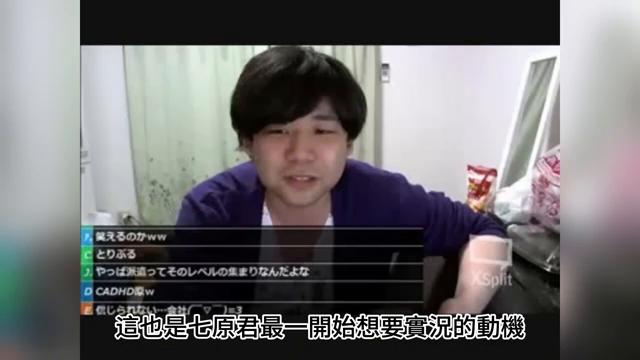 P. 笑えるのかｗｗ
C とりぷる
J. やっぱ派遣ってそのレベルの集まりなんだよな
D CADHD原w
E 信じられない…会社(￣▽￣)=3
XSplit
這也是七原君最一開始想要實況的動機